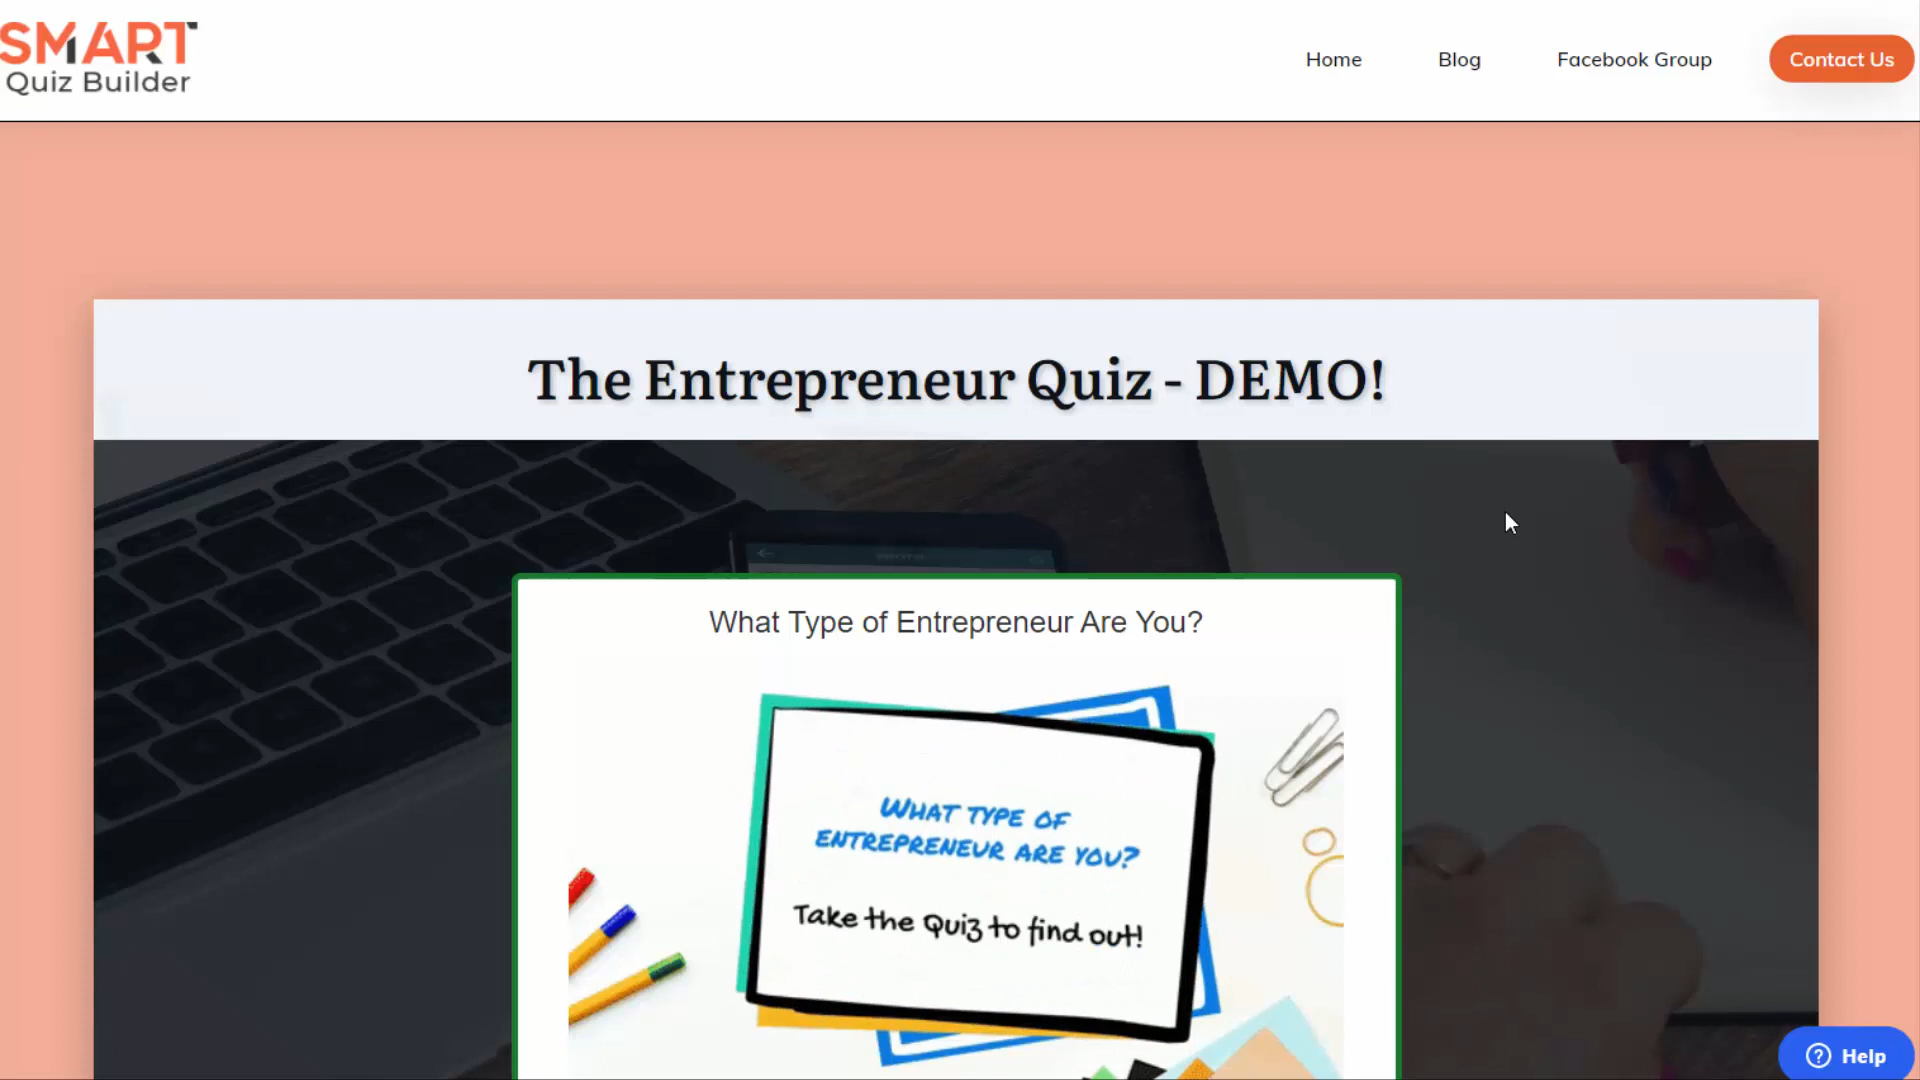 SMART
Quiz Builder
Home
Blog
Facebook Group
Contact Us
The Entrepreneur Quiz - DEMO!
What Type of Entrepreneur Are You?
WHAT TYPE OF
ENTREPRENEUR ARE YOU?
Take the Quiz to find out!
Help